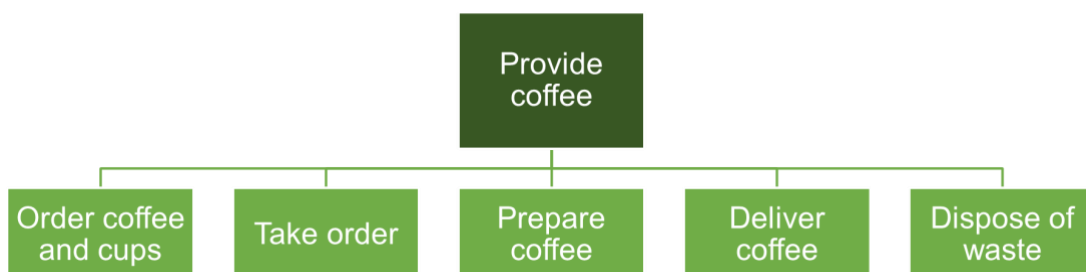 Provide
coffee
Order coffee
and cups
Take order
Prepare
coffee
Deliver
coffee
Dispose of
waste